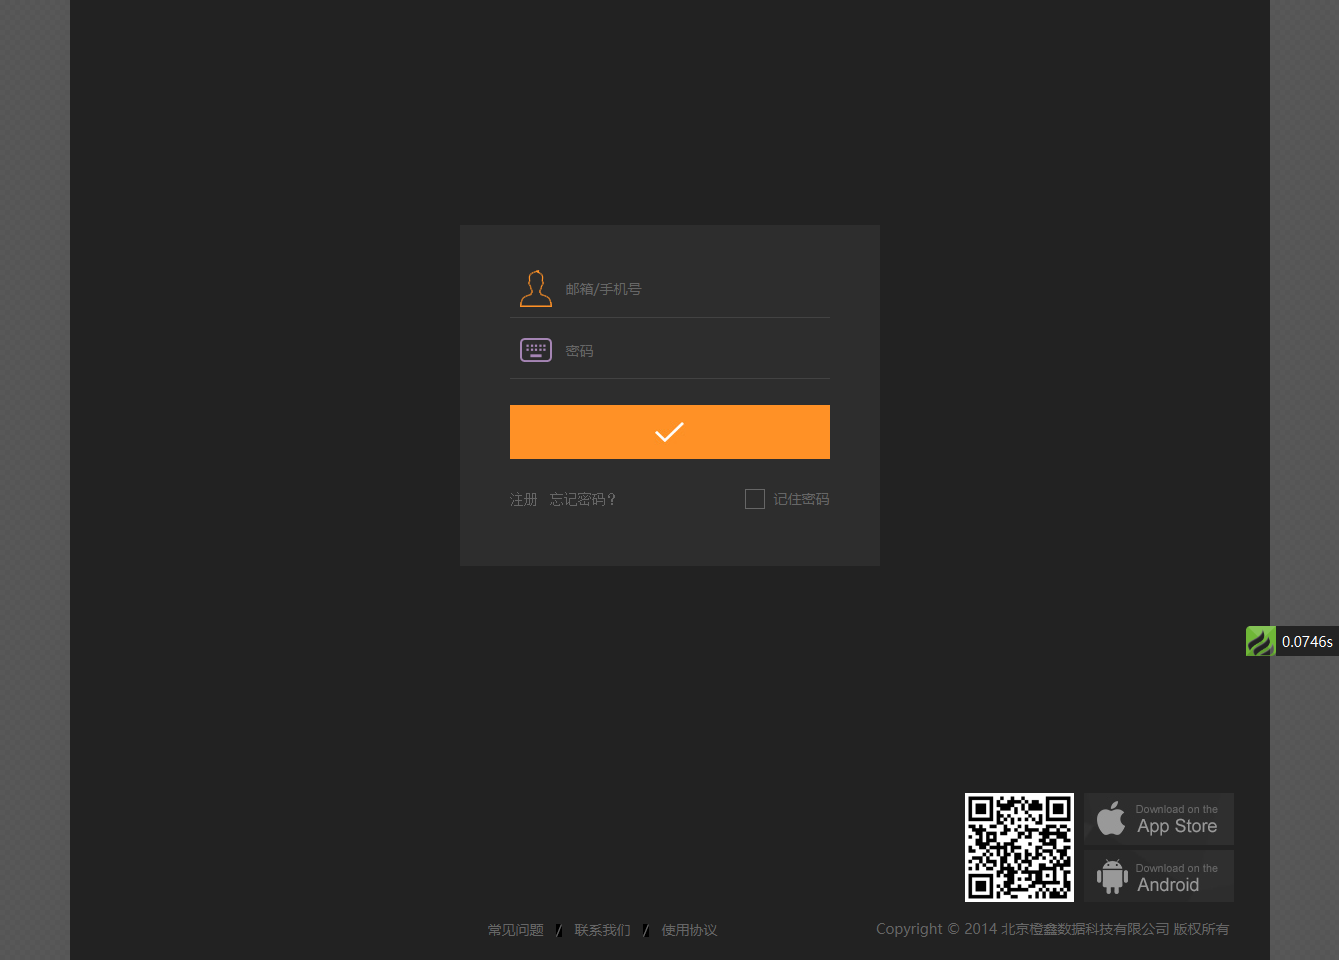 邮箱/手机号
密码
注册 忘记密码?
记住密码
0.0746s
Download on the
App Store
Download on the
Android
常见问题 / 联系我们 / 使用协议
Copyright © 2014 北京橙鑫数据科技有限公司 版权所有